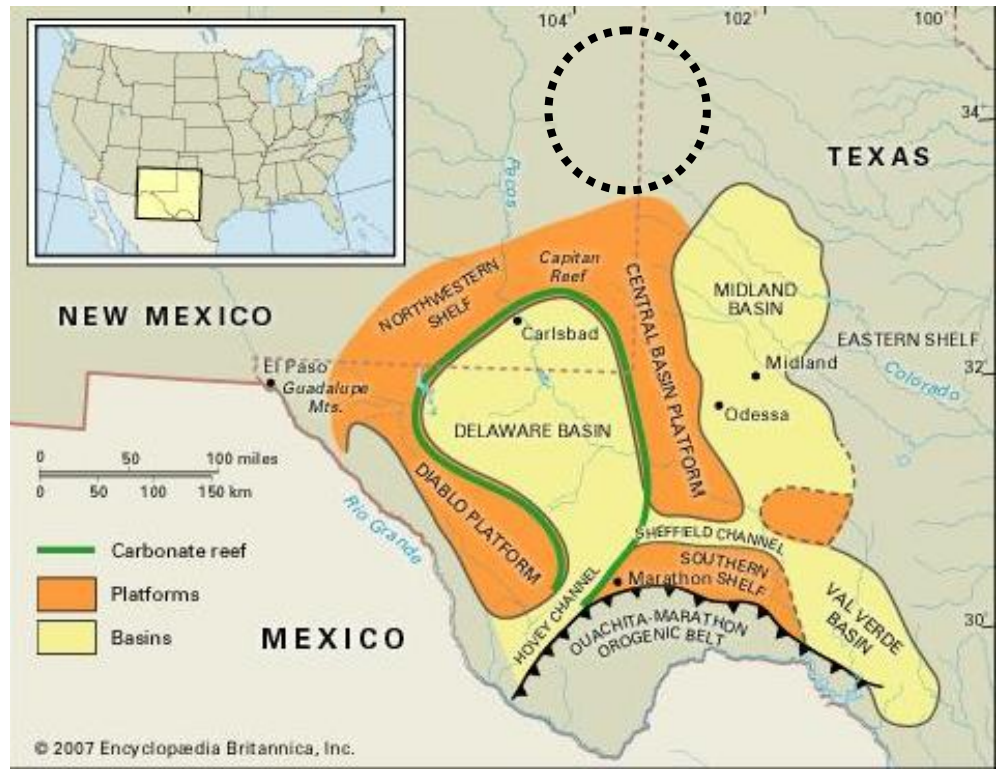 104°
102°
100°
34°
TEXAS
Pecos
Capitan
Reef
NORTHWESTERN
SHELF
CENTRAL BASIN PLATFORM
MIDLAND
BASIN
NEW MEXICO
Carlsbad
EASTERN SHELF
El Paso
Midland
32°
Guadalupe
Mts.
Colorado
Odessa
DELAWARE BASIN
0 50 100 miles
0 50 100 150 km
DIABLO PLATFORM
Rio Grande
SHEFFIELD CHANNEL
Carbonate reef
SOUTHERN
SHELF
Marathon
Platforms
HOVEY CHANNEL
OUACHITA-MARATHON
OROGENIC BELT
VAL VERDE
BASIN
30°
Basins
MEXICO
© 2007 Encyclopædia Britannica, Inc.